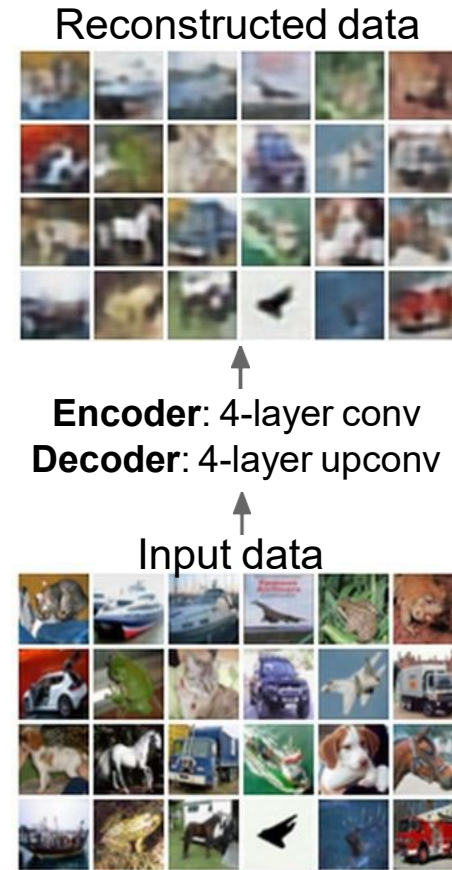 Reconstructed data
Encoder: 4-layer conv
Decoder: 4-layer upconv
Input data